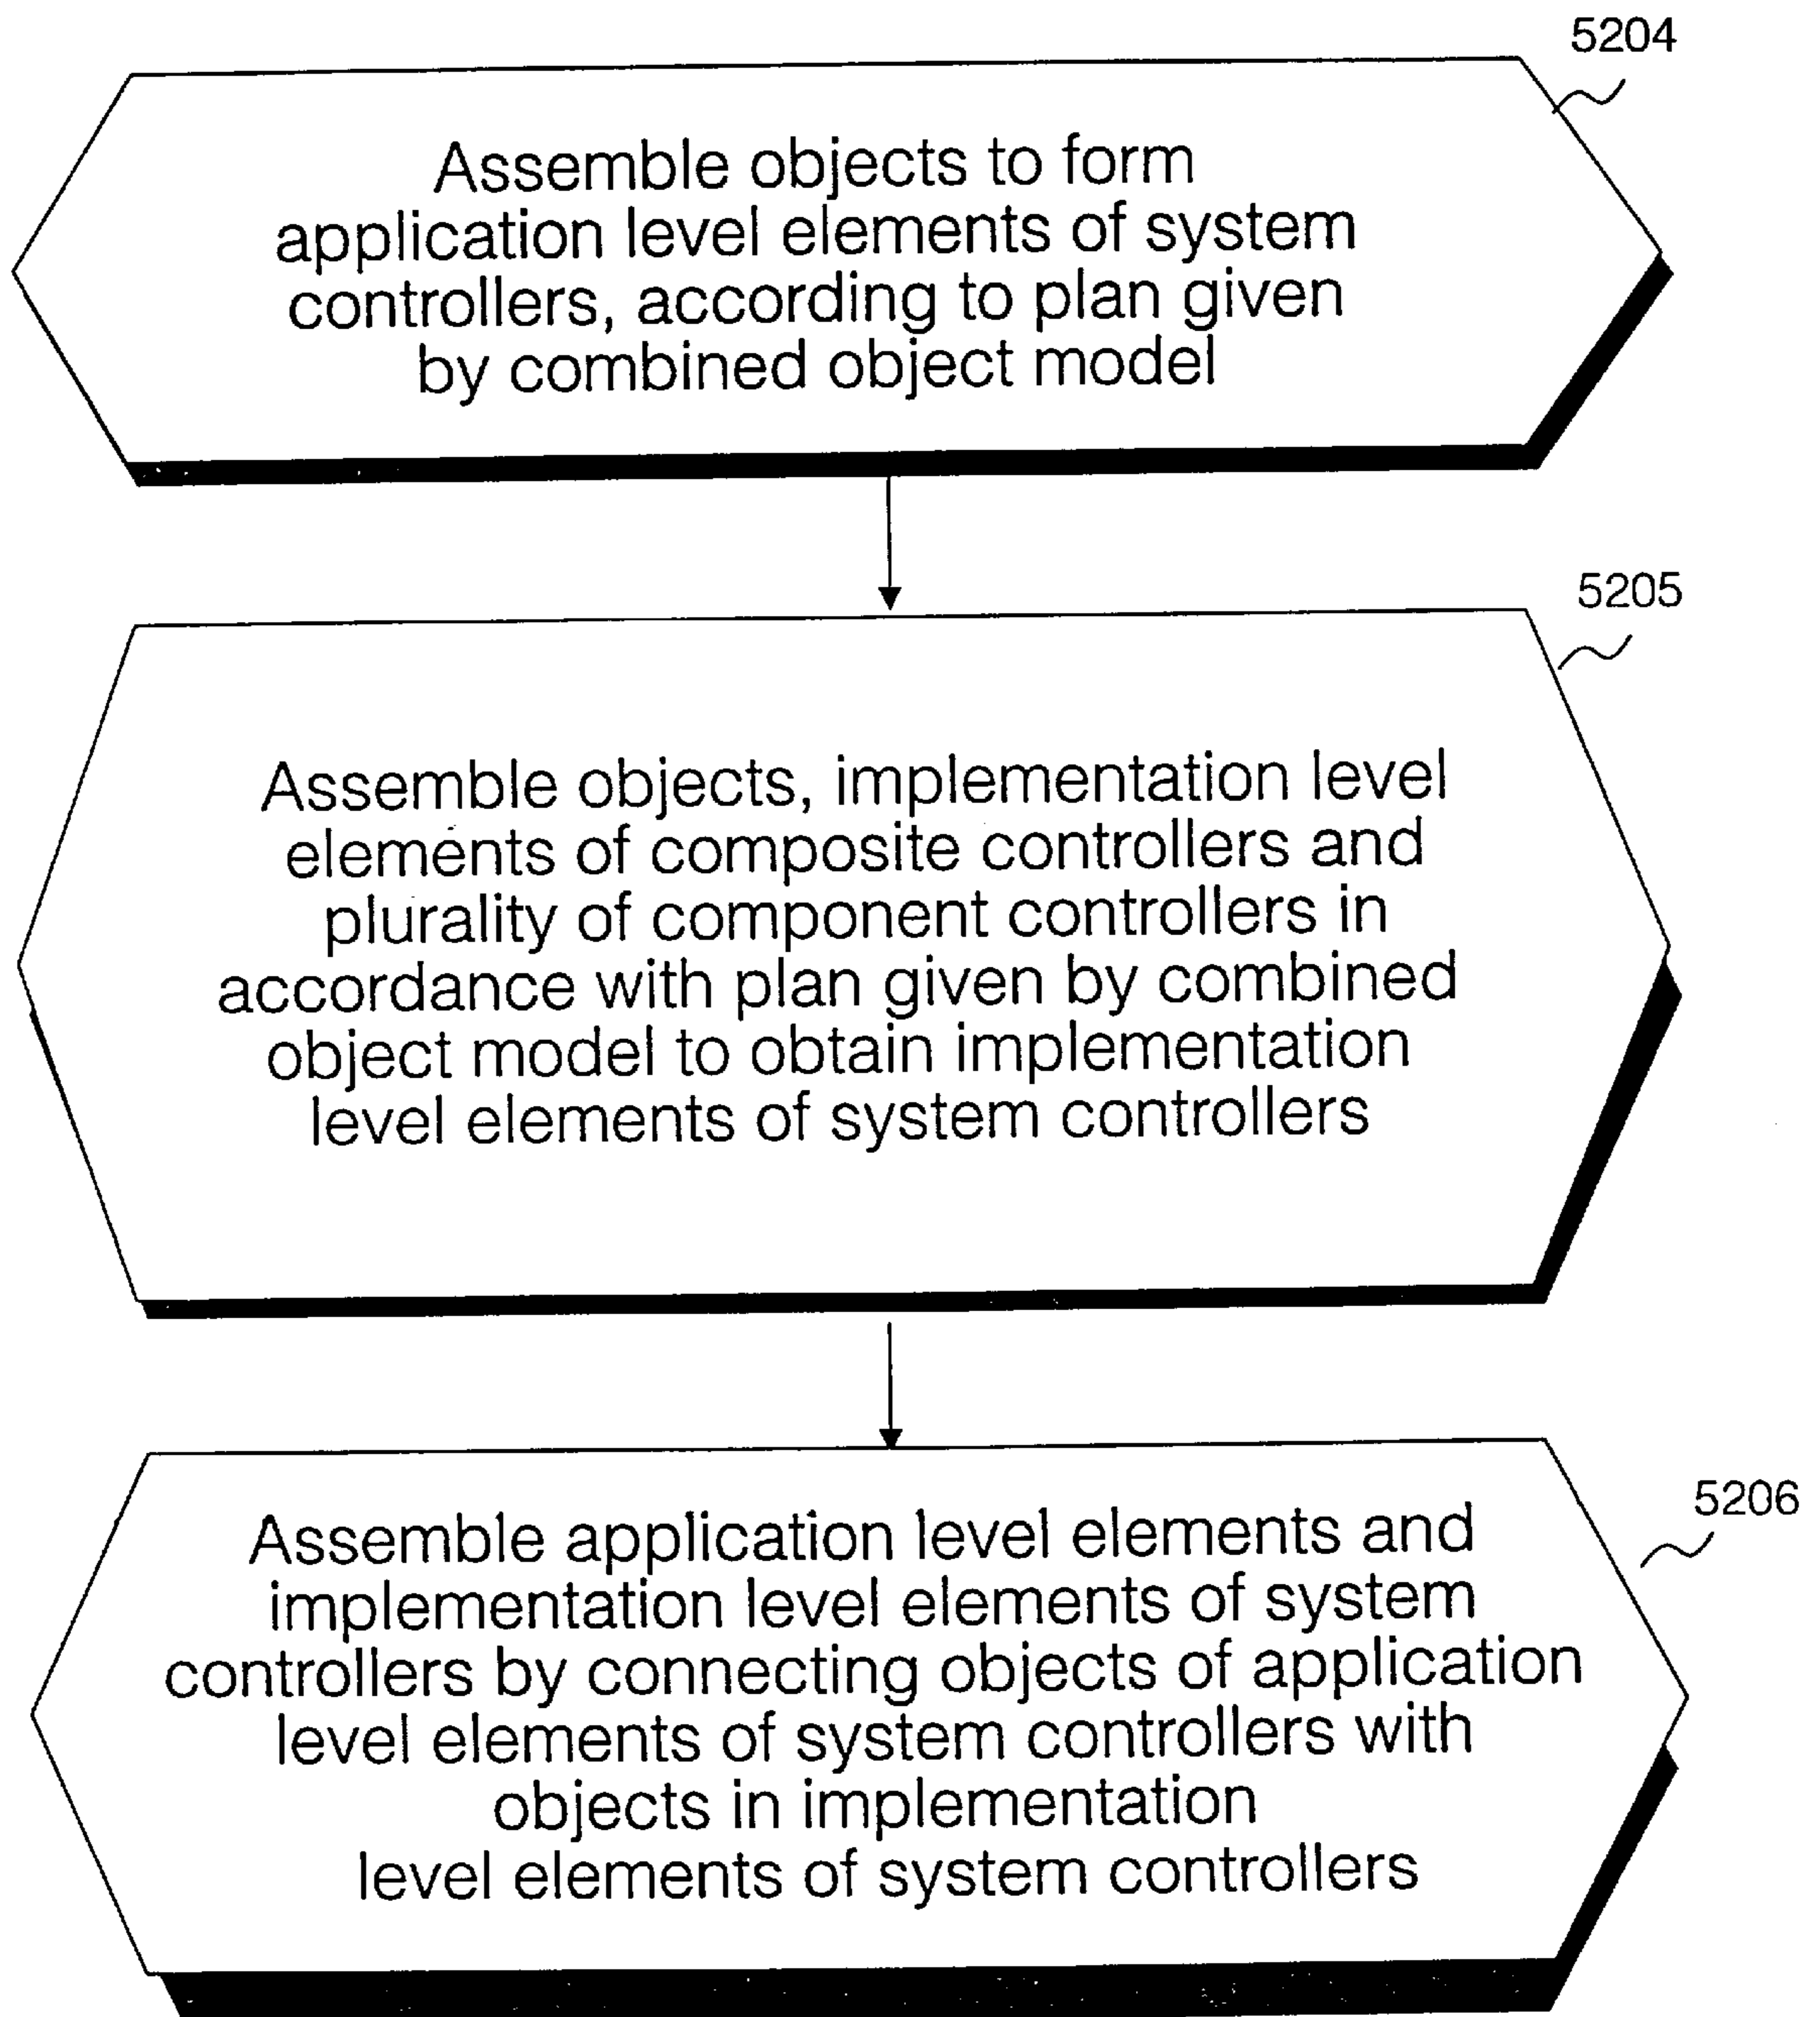 5204
Assemble objects to form
application level elements of system
controllers, according to plan given
by combined object model
5205
Assemble objects, implementation level
elements of composite controllers and
plurality of component controllers in
accordance with plan given by combined
object model to obtain implementation
level elements of system controllers
5206
Assemble application level elements and
implementation level elements of system
controllers by connecting objects of application
level elements of system controllers with
objects in implementation
level elements of system controllers